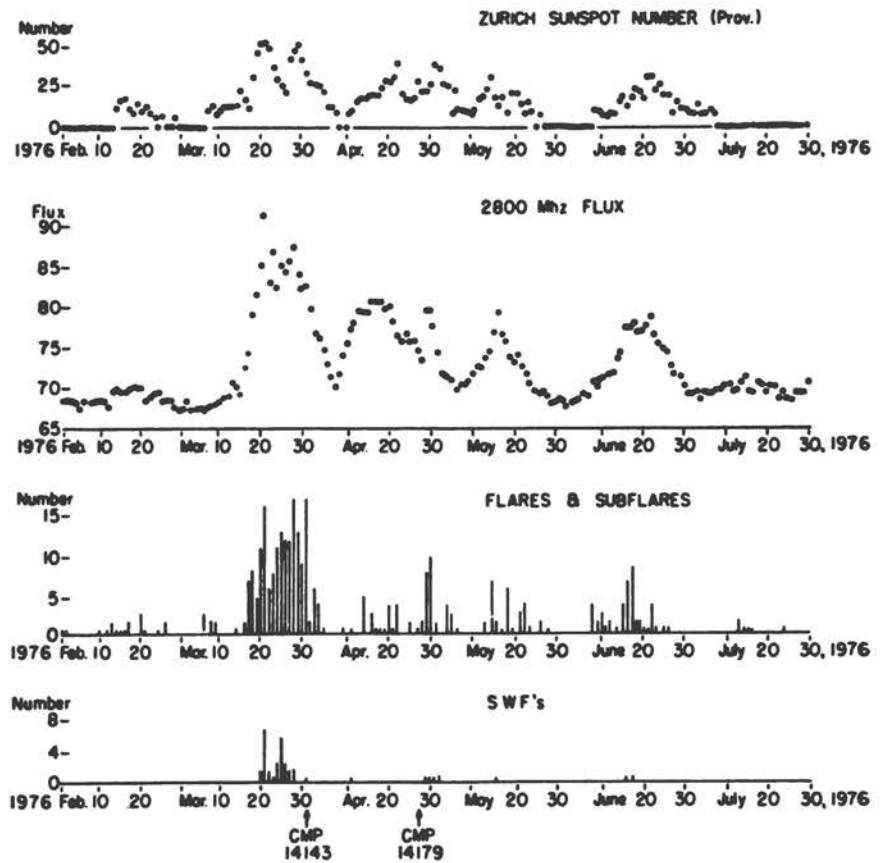 ZURICH SUNSPOT NUMBER (Prov.)
Number
50
25
0
1976 Feb. 10 20 Mar. 10 20 30 Apr. 20 30 May 20 30 June 20 30 July 20 30, 1976
2800 Mhz FLUX
Flux
90
85
80
75
70
65
1976 Feb. 10 20 Mar. 10 20 30 Apr. 20 30 May 20 30 June 20 30 July 20 30, 1976
FLARES & SUBFLARES
Number
15
10
5
0
1976 Feb. 10 20 Mar. 10 20 30 Apr. 20 30 May 20 30 June 20 30 July 20 30, 1976
SWF's
Number
8
4
0
1976 Feb. 10 20 Mar. 10 20 30 Apr. 20 30 May 20 30 June 20 30 July 20 30, 1976
CMP CMP
14143 14179